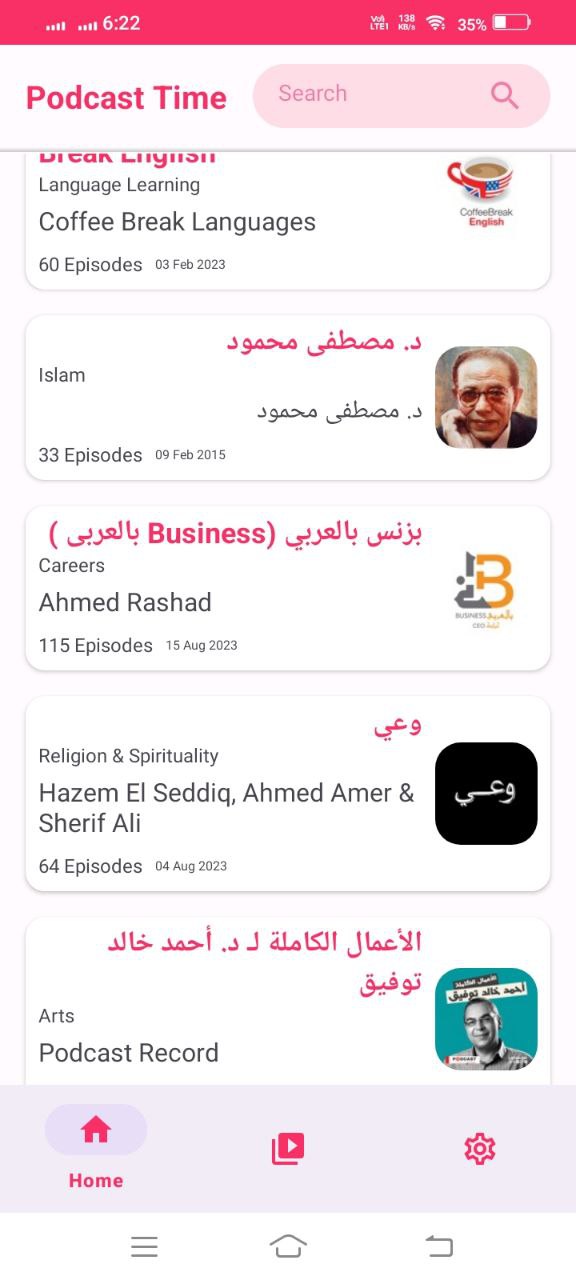 6:22
VoB
LTE1
138
KB/s
35%
Podcast Time
Search
Break English
Language Learning
Coffee Break Languages
60 Episodes 03 Feb 2023
CoffeeBreak
English
د. مصطفى محمود
Islam
د. مصطفى محمود
33 Episodes 09 Feb 2015
بزنس بالعربي (Business بالعربى )
Careers
Ahmed Rashad
115 Episodes 15 Aug 2023
B
BUSINESS بالعربي
CEO
وعي
Religion & Spirituality
Hazem El Seddiq, Ahmed Amer &
Sherif Ali
64 Episodes 04 Aug 2023
وعي
الأعمال الكاملة لـ د. أحمد خالد
توفيق
Arts
Podcast Record
الأعمال الكاملة
أحمد خالد توفيق
PODCAST
Home